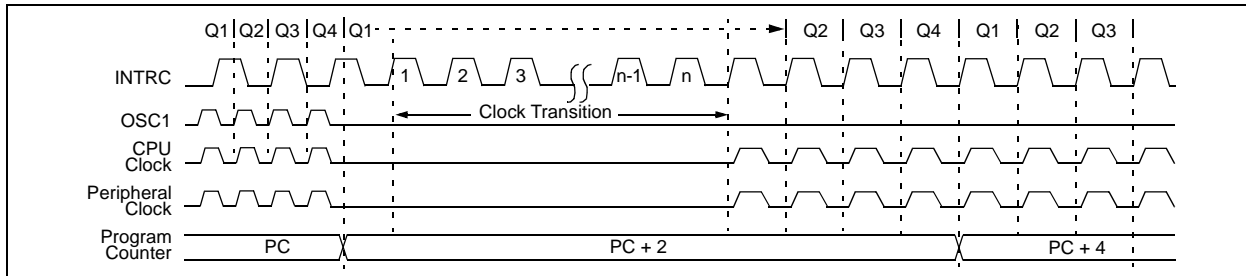 Q1 Q2 Q3 Q4 Q1 Q2 Q3 Q4 Q1 Q2 Q3
INTRC 1 2 3 n-1 n
Clock Transition
OSC1
CPU
Clock
Peripheral
Clock
Program
Counter PC PC + 2 PC + 4